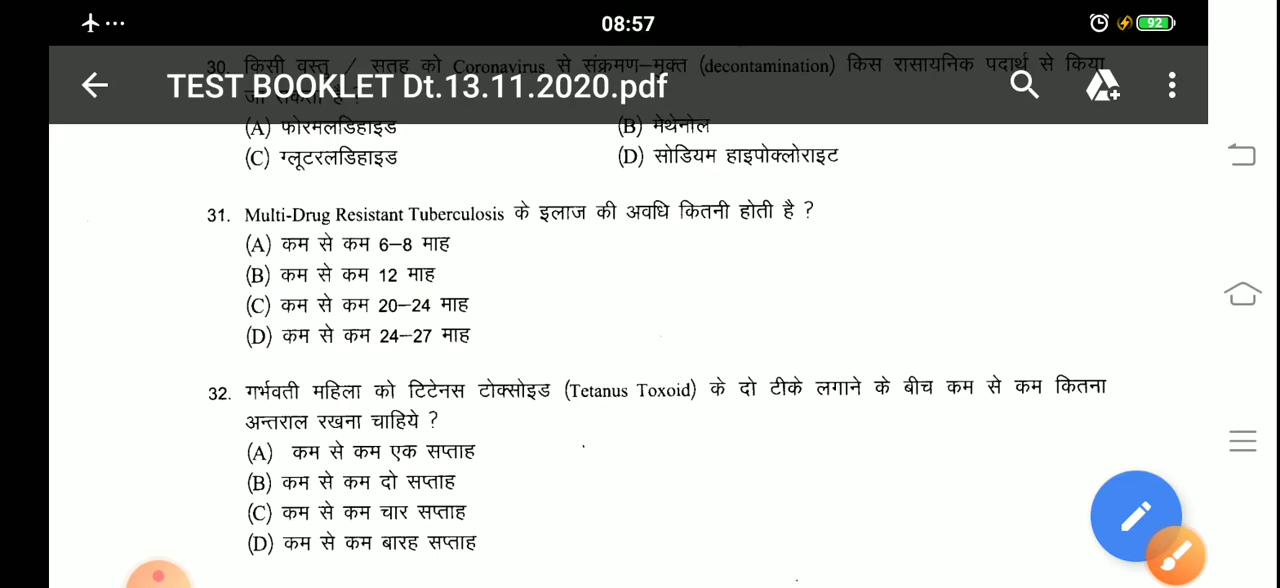 08:57
92
30. किसी वस्तु / सतह को Coronavirus से संक्रमण–मुक्त (decontamination) किस रासायनिक पदार्थ से किया
TEST BOOKLET Dt.13.11.2020.pdf
जा सकता है ?
(A) फोरमलडिहाइड (B) मेथेनोल
(C) ग्लूटरलडिहाइड (D) सोडियम हाइपोक्लोराइट
31. Multi-Drug Resistant Tuberculosis के इलाज की अवधि कितनी होती है ?
(A) कम से कम 6–8 माह
(B) कम से कम 12 माह
(C) कम से कम 20–24 माह
(D) कम से कम 24–27 माह
32. गर्भवती महिला को टिटेनस टोक्सोइड (Tetanus Toxoid) के दो टीके लगाने के बीच कम से कम कितना
अन्तराल रखना चाहिये ?
(A) कम से कम एक सप्ताह
(B) कम से कम दो सप्ताह
(C) कम से कम चार सप्ताह
(D) कम से कम बारह सप्ताह